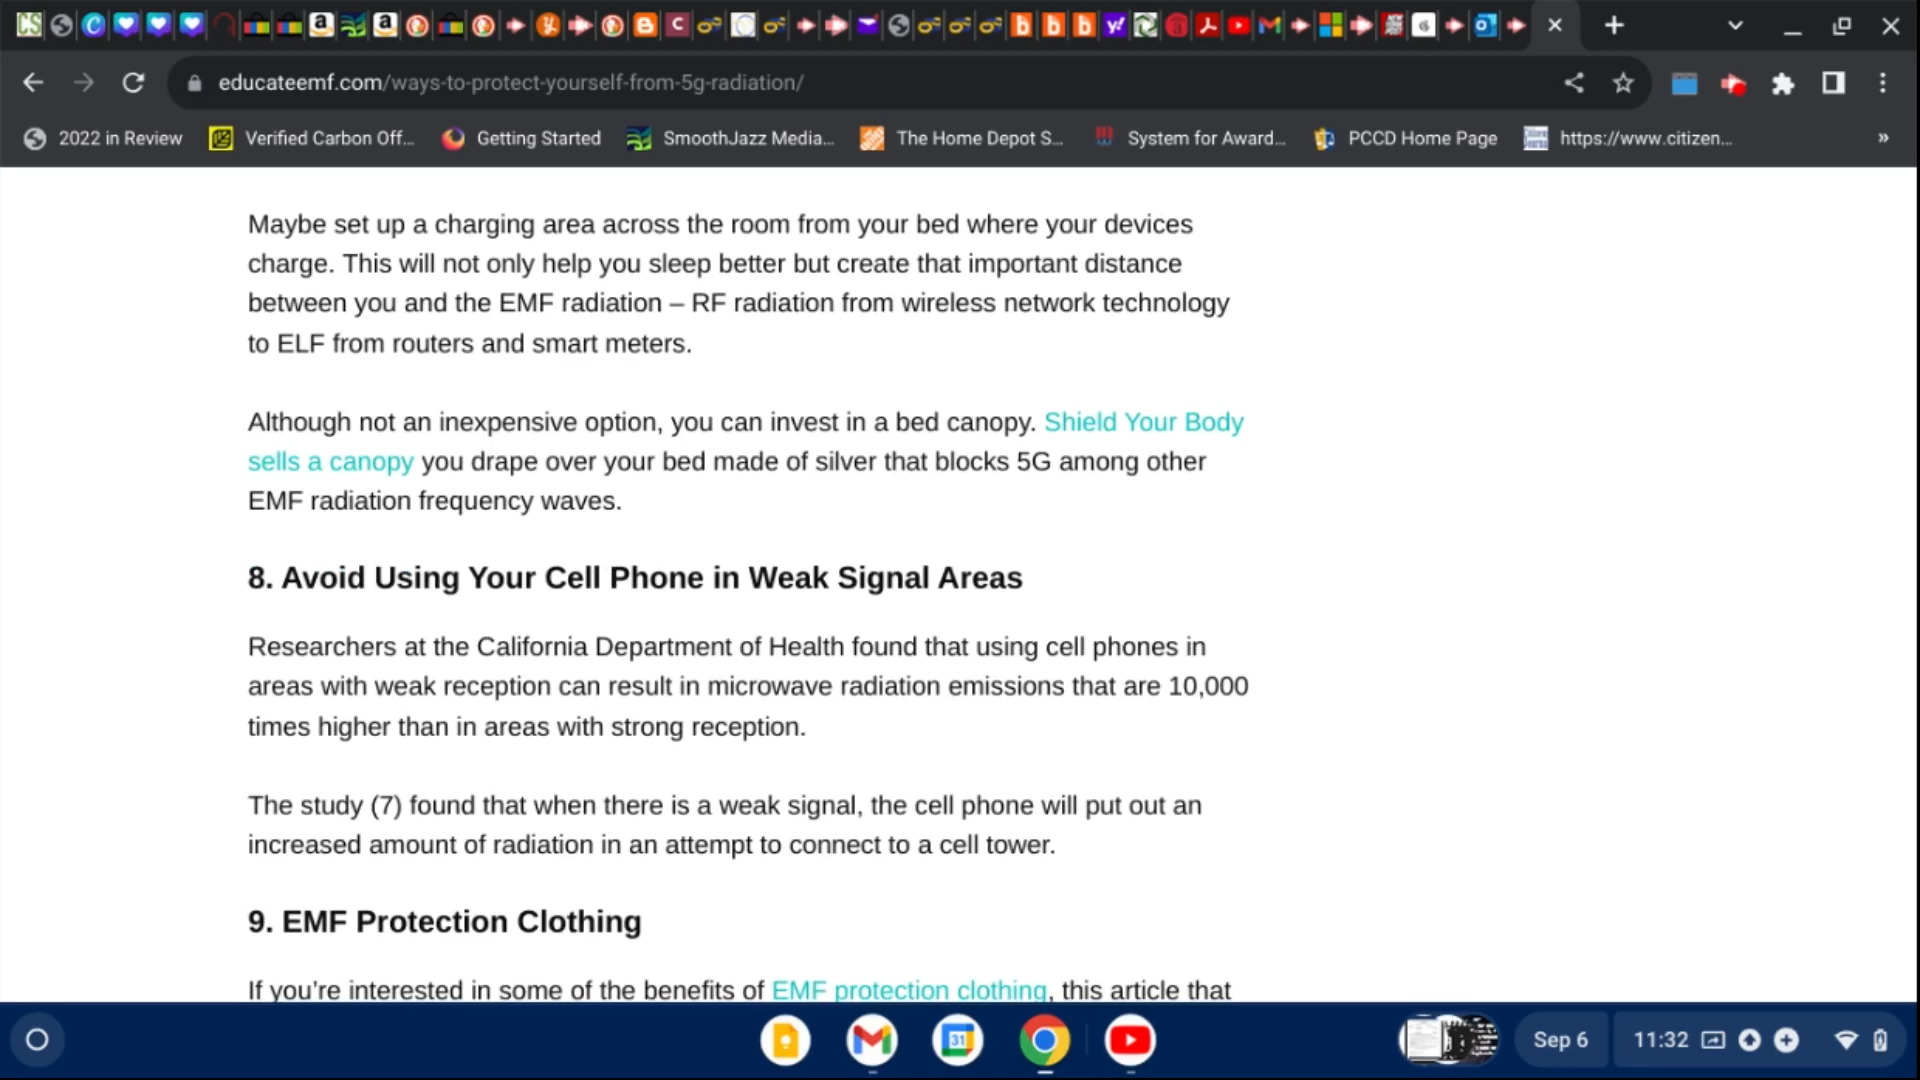 educateemf.com/ways-to-protect-yourself-from-5g-radiation/
2022 in Review
Verified Carbon Off...
Getting Started
SmoothJazz Media...
The Home Depot S...
System for Award...
PCCD Home Page
https://www.citizen...
»
Maybe set up a charging area across the room from your bed where your devices
charge. This will not only help you sleep better but create that important distance
between you and the EMF radiation – RF radiation from wireless network technology
to ELF from routers and smart meters.
Although not an inexpensive option, you can invest in a bed canopy. Shield Your Body
sells a canopy you drape over your bed made of silver that blocks 5G among other
EMF radiation frequency waves.
8. Avoid Using Your Cell Phone in Weak Signal Areas
Researchers at the California Department of Health found that using cell phones in
areas with weak reception can result in microwave radiation emissions that are 10,000
times higher than in areas with strong reception.
The study (7) found that when there is a weak signal, the cell phone will put out an
increased amount of radiation in an attempt to connect to a cell tower.
9. EMF Protection Clothing
If you’re interested in some of the benefits of EMF protection clothing, this article that
31
Sep 6
11:32